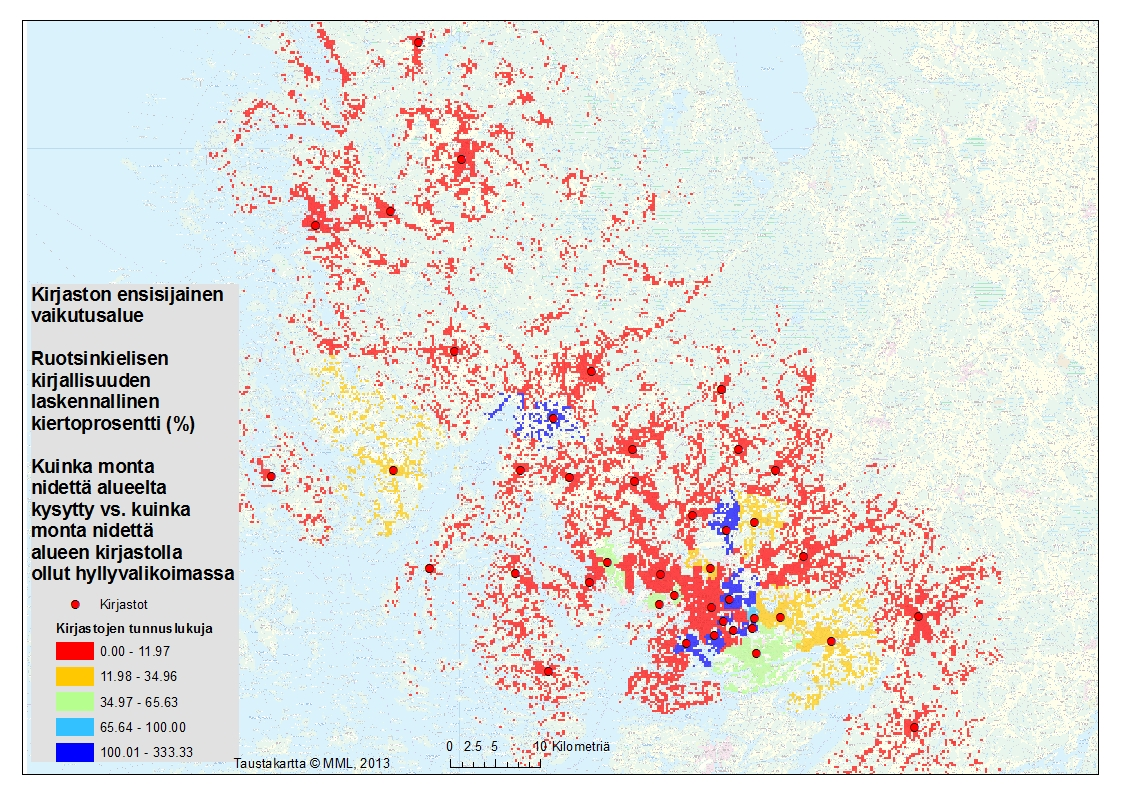 Kirjaston ensisijainen
vaikutusalue
Ruotsinkielisen
kirjallisuuden
laskennallinen
kiertoprosentti (%)
Kuinka monta
nidettä alueelta
kysytty vs. kuinka
monta nidettä
alueen kirjastolla
ollut hyllyvalikoimassa
Kirjastot
Kirjastojen tunnuslukuja
0.00 - 11.97
11.98 - 34.96
34.97 - 65.63
65.64 - 100.00
100.01 - 333.33
0 2.5 5 10 Kilometriä
Taustakartta © MML, 2013